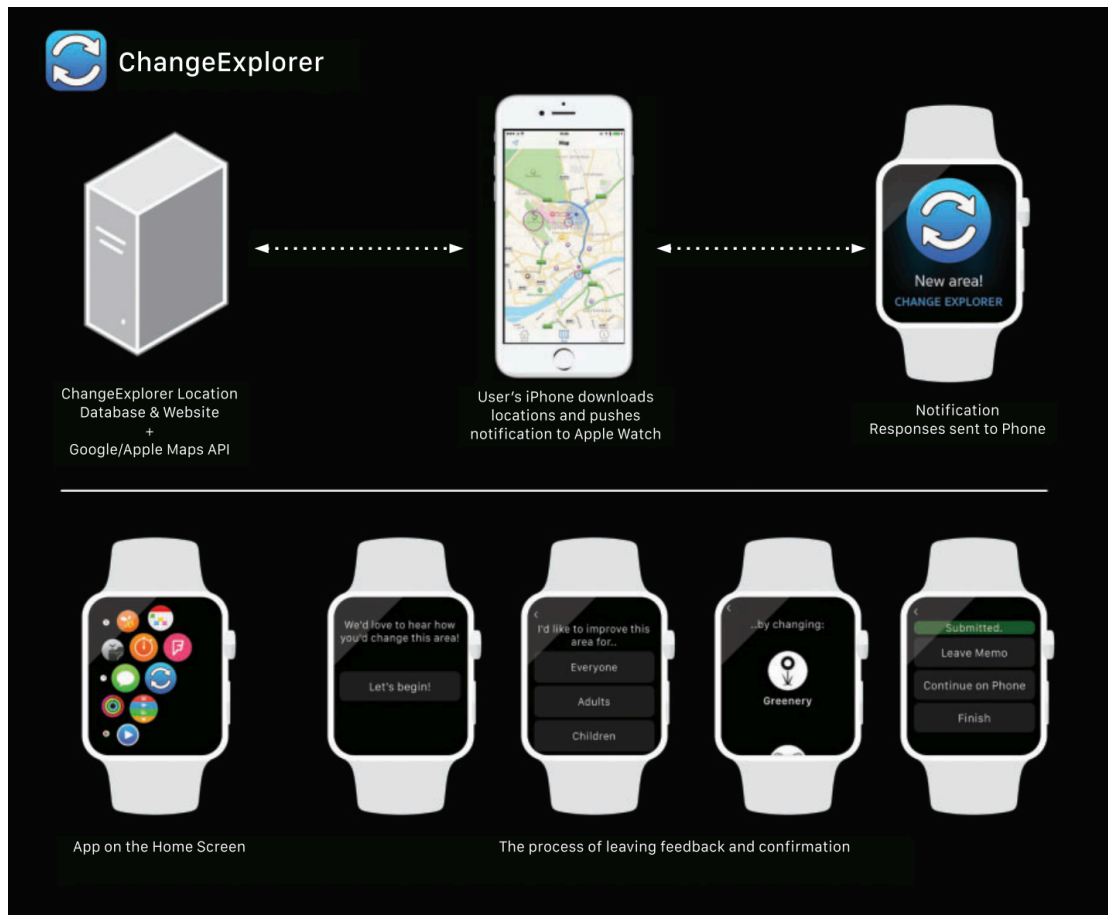 ChangeExplorer
Map
New area!
CHANGE EXPLORER
ChangeExplorer Location
Database & Website
+
Google/Apple Maps API
User's iPhone downloads
locations and pushes
notification to Apple Watch
Notification
Responses sent to Phone
We'd love to hear how
you'd change this area!
Let's begin!
I'd like to improve this
area for..
Everyone
Adults
Children
..by changing:
Greenery
Submitted.
Leave Memo
Continue on Phone
Finish
App on the Home Screen
The process of leaving feedback and confirmation